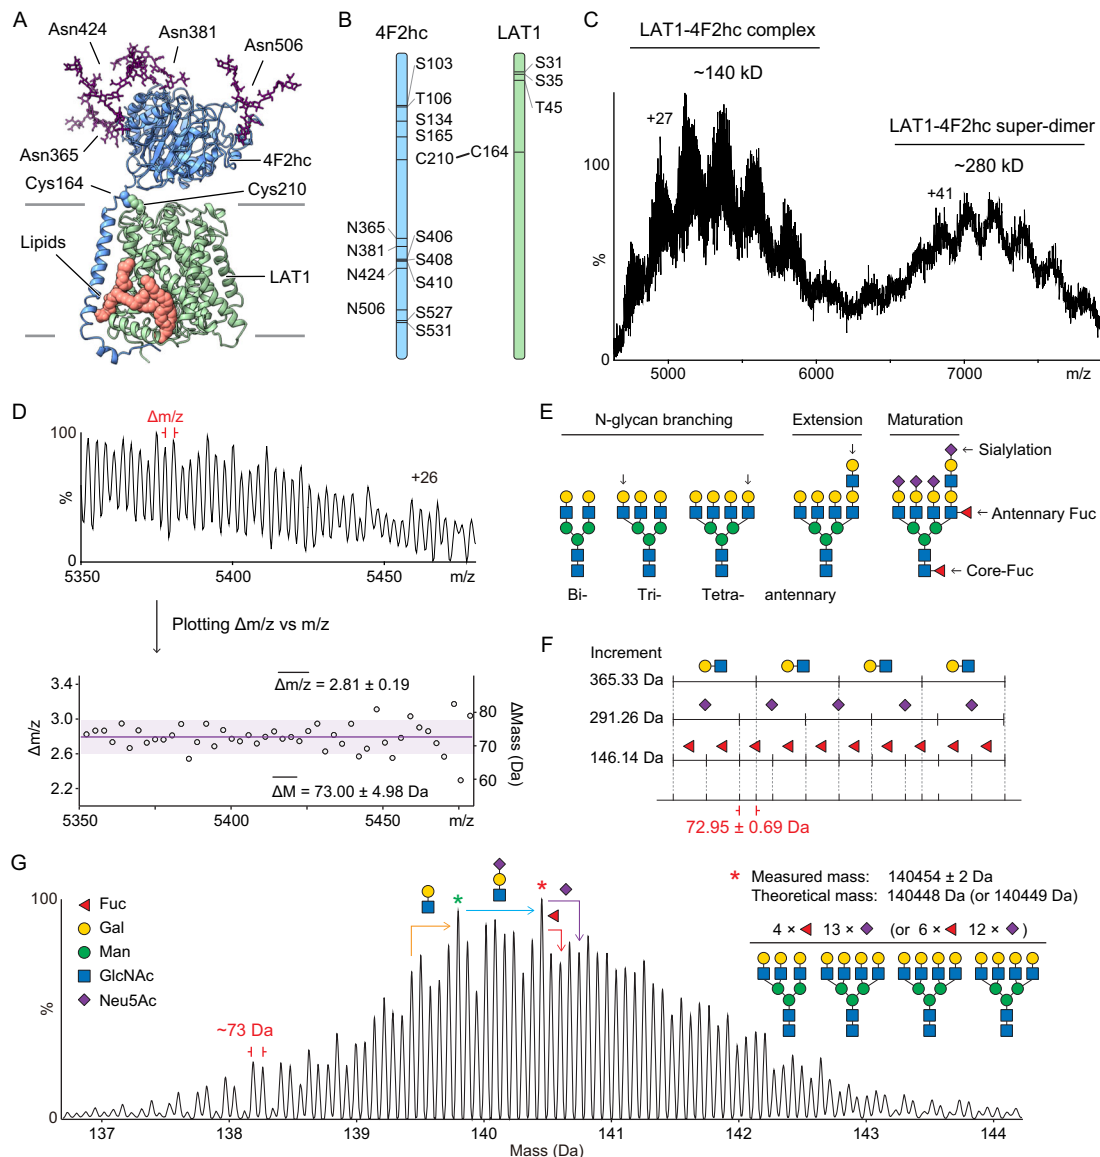 A
Asn424
Asn381
Asn506
Asn365
4F2hc
Cys164
Cys210
Lipids
LAT1
B
4F2hc
LAT1
S103
T106
S134
S165
C210
C164
N365
N381
N424
N506
S406
S408
S410
S527
S531
S31
S35
T45
C
LAT1-4F2hc complex
~140 kD
+27
LAT1-4F2hc super-dimer
~280 kD
+41
100
%
0
5000
6000
7000
m/z
D
Δm/z
100
%
0
+26
5350
5400
5450
m/z
Plotting Δm/z vs m/z
Δm/z = 2.81 ± 0.19
3.4
3.0
2.6
2.2
Δm/z
80
70
60
ΔMass (Da)
ΔM = 73.00 ± 4.98 Da
5350
5400
5450
m/z
E
N-glycan branching
Extension
Maturation
Sialylation
Antennary Fuc
Core-Fuc
Bi-
Tri-
Tetra-
antennary
F
Increment
365.33 Da
291.26 Da
146.14 Da
72.95 ± 0.69 Da
G
100
%
0
Fuc
Gal
Man
GlcNAc
Neu5Ac
~73 Da
*
*
* Measured mass: 140454 ± 2 Da
Theoretical mass: 140448 Da (or 140449 Da)
4 × 13 × (or 6 × 12 × )
137
138
139
140
141
142
143
144
Mass (Da)